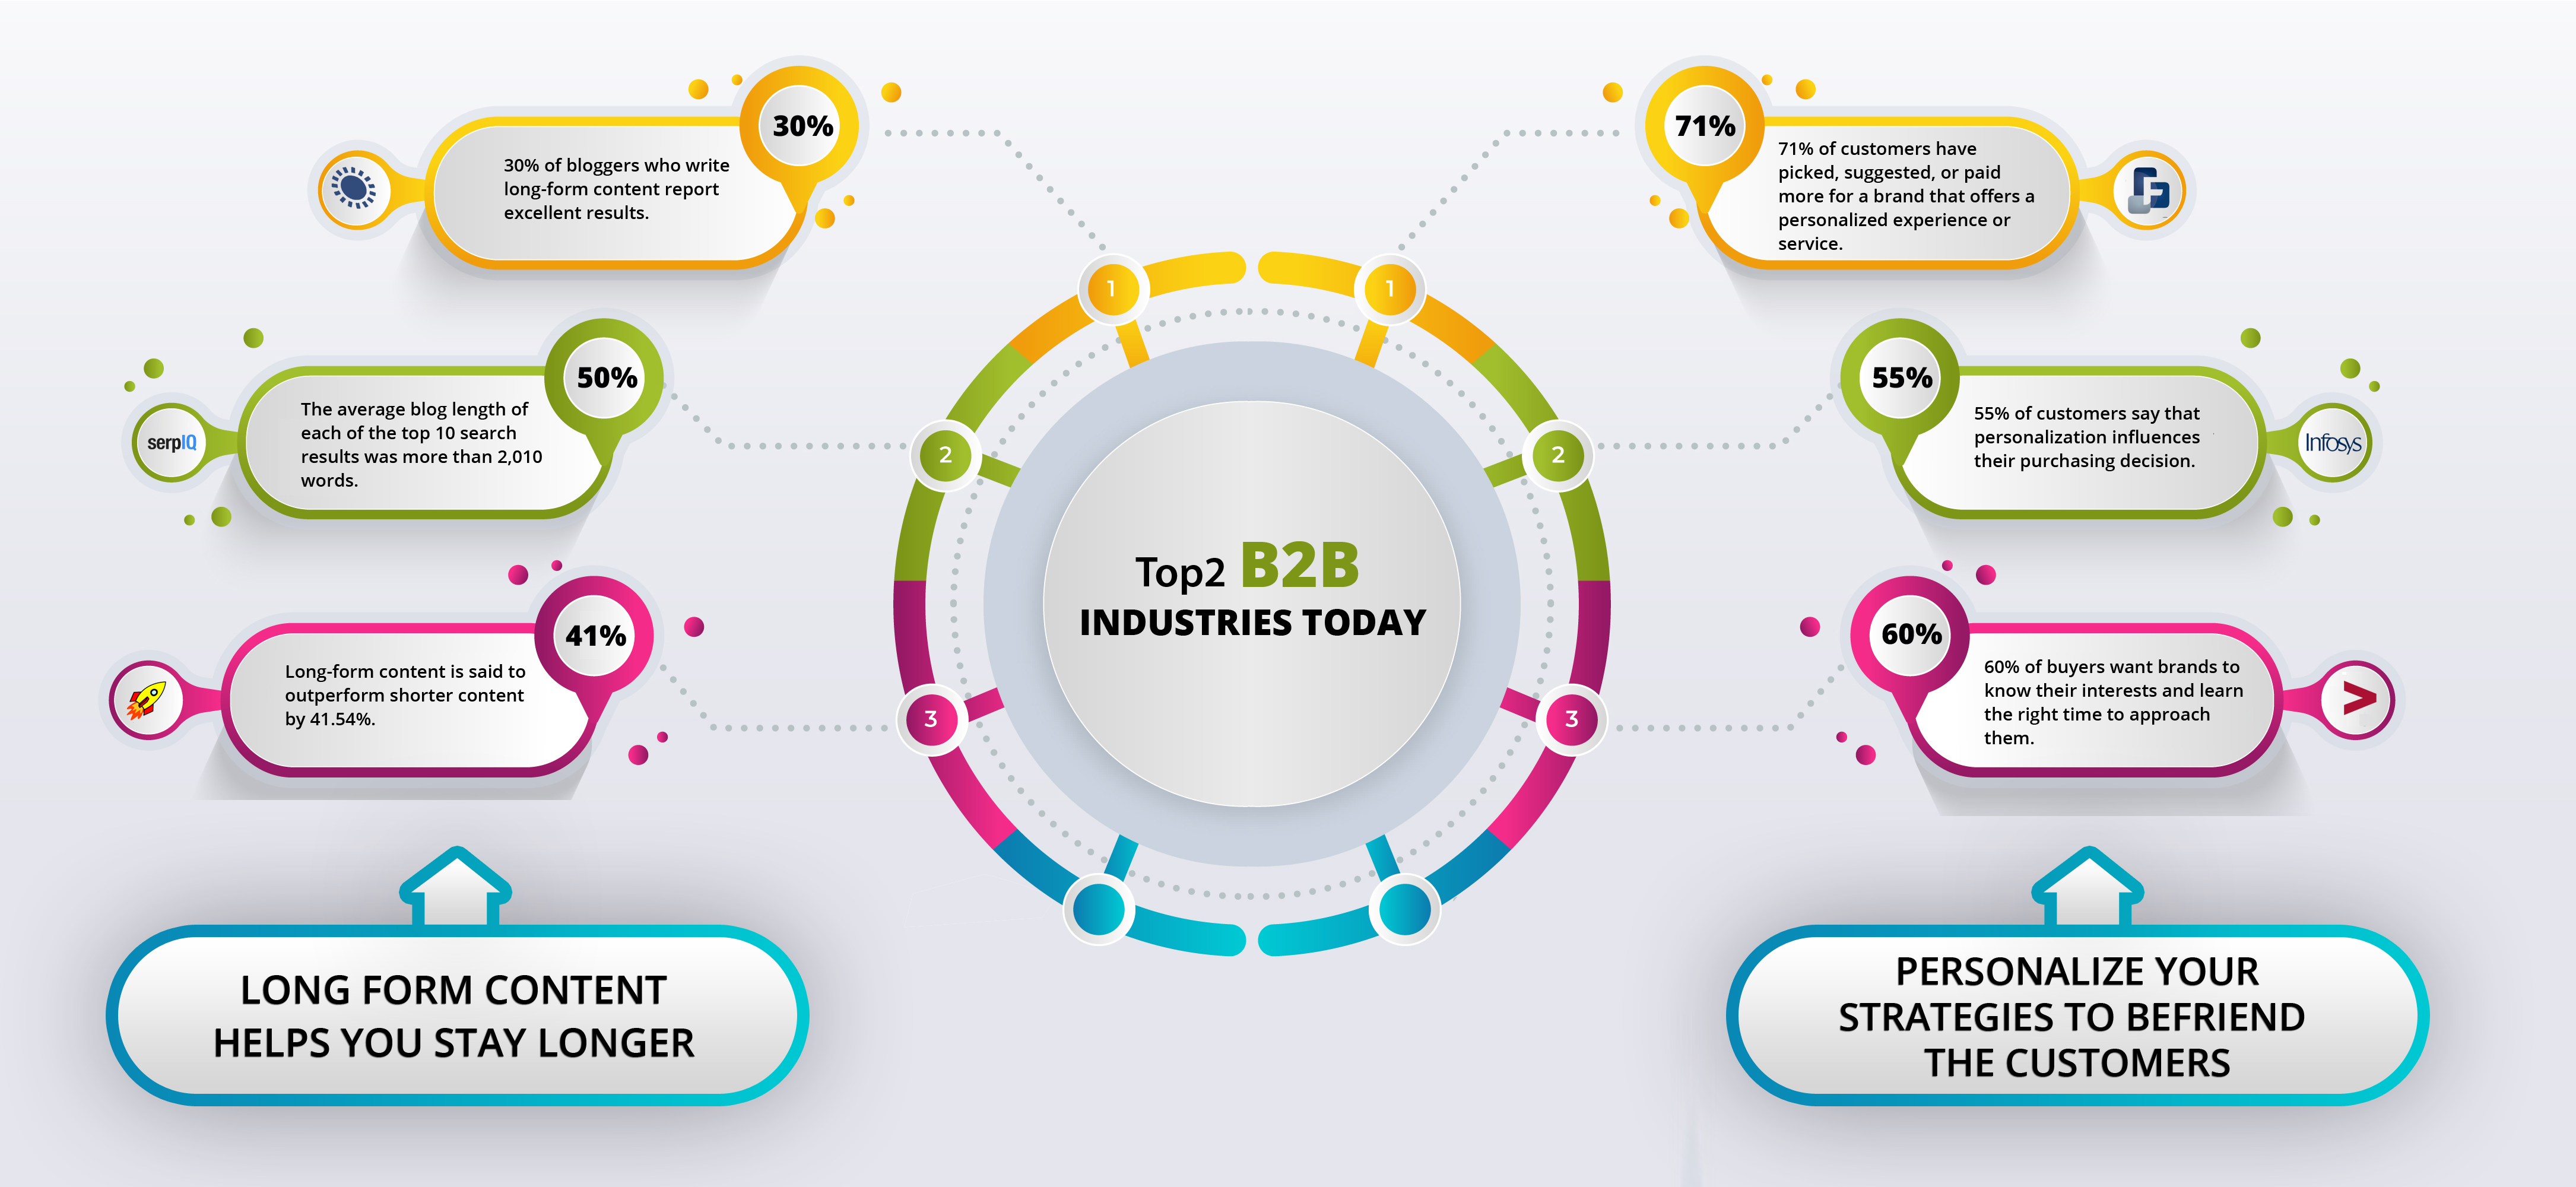 30%
30% of bloggers who write
long-form content report
excellent results.
50%
The average blog length of
each of the top 10 search
results was more than 2,010
words.
serpIQ
41%
Long-form content is said to
outperform shorter content
by 41.54%.
LONG FORM CONTENT
HELPS YOU STAY LONGER
1
2
3
Top2 B2B
INDUSTRIES TODAY
1
2
3
71%
71% of customers have
picked, suggested, or paid
more for a brand that offers a
personalized experience or
service.
55%
55% of customers say that
personalization influences
their purchasing decision.
Infosys
60%
60% of buyers want brands to
know their interests and learn
the right time to approach
them.
PERSONALIZE YOUR
STRATEGIES TO BEFRIEND
THE CUSTOMERS